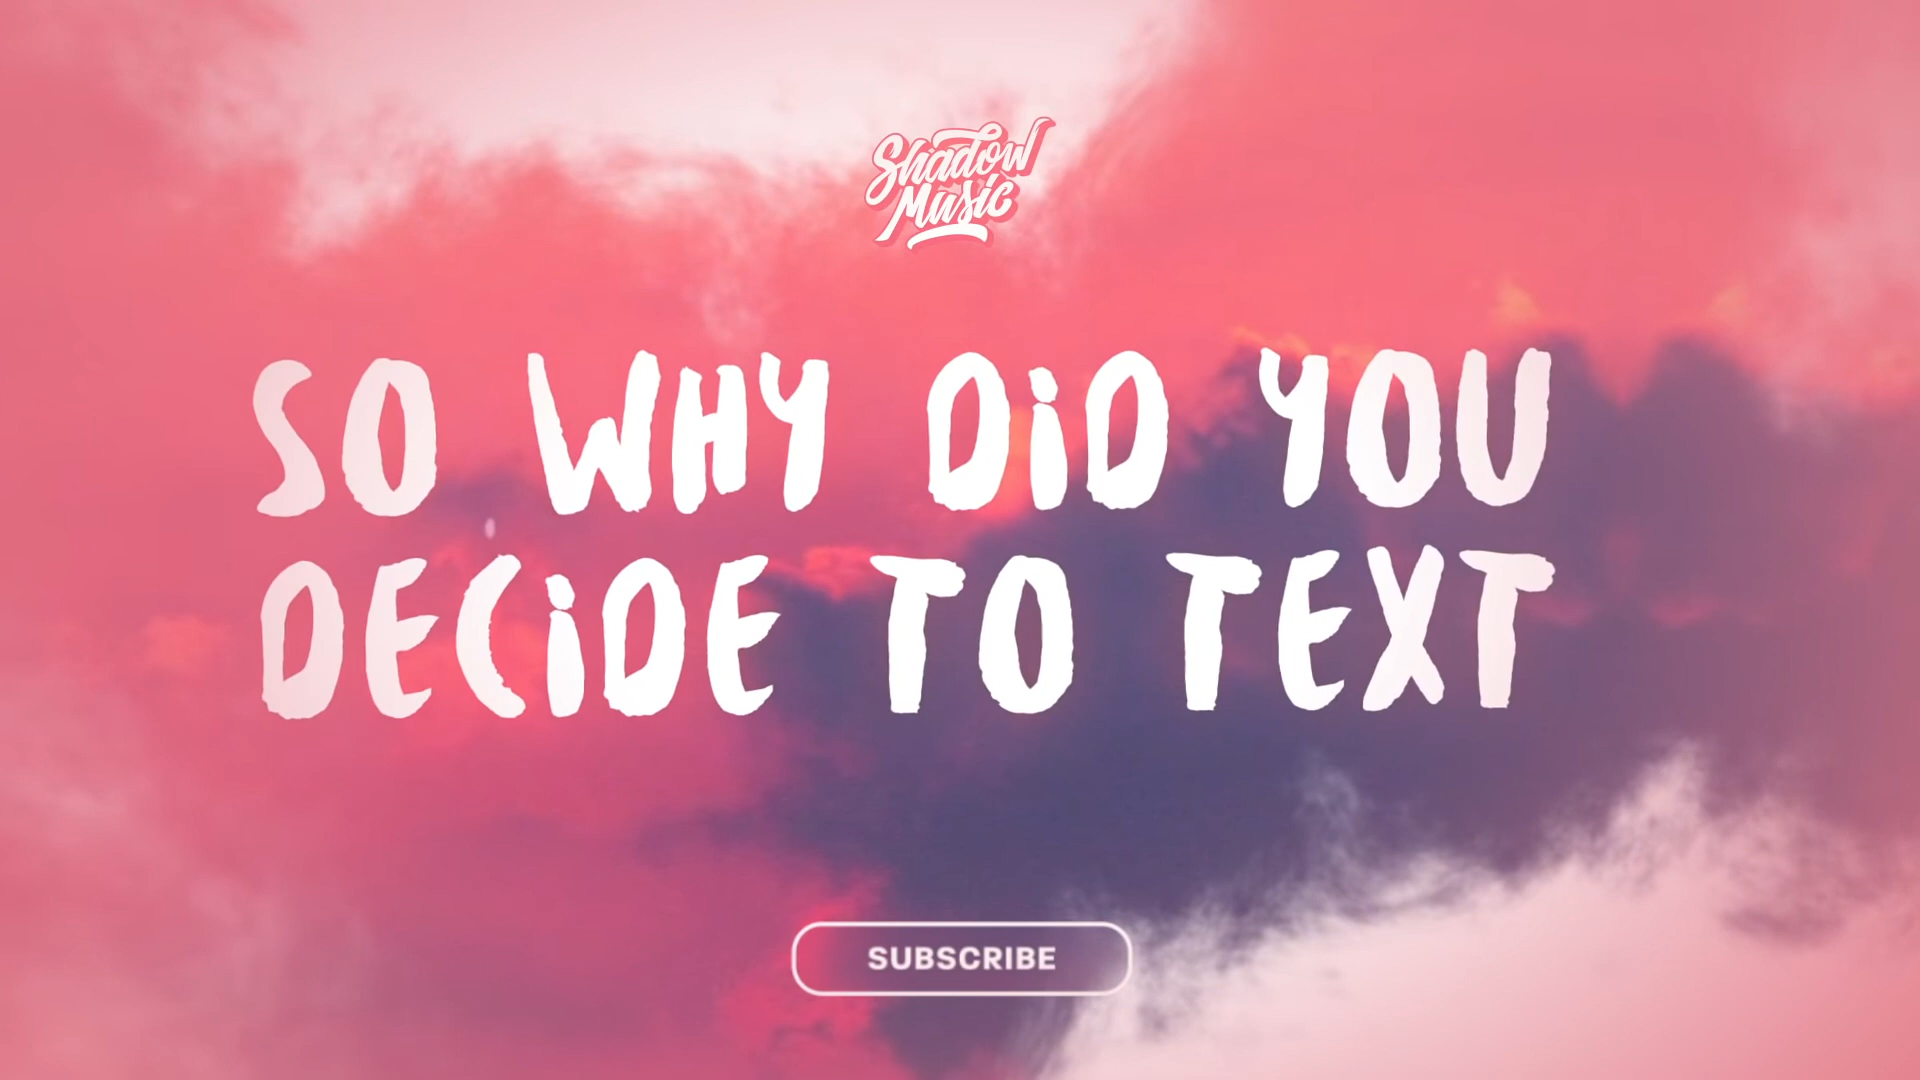 Shadow
Music
SO WHY DiD YOU
DECiDE TO TEXT
SUBSCRIBE